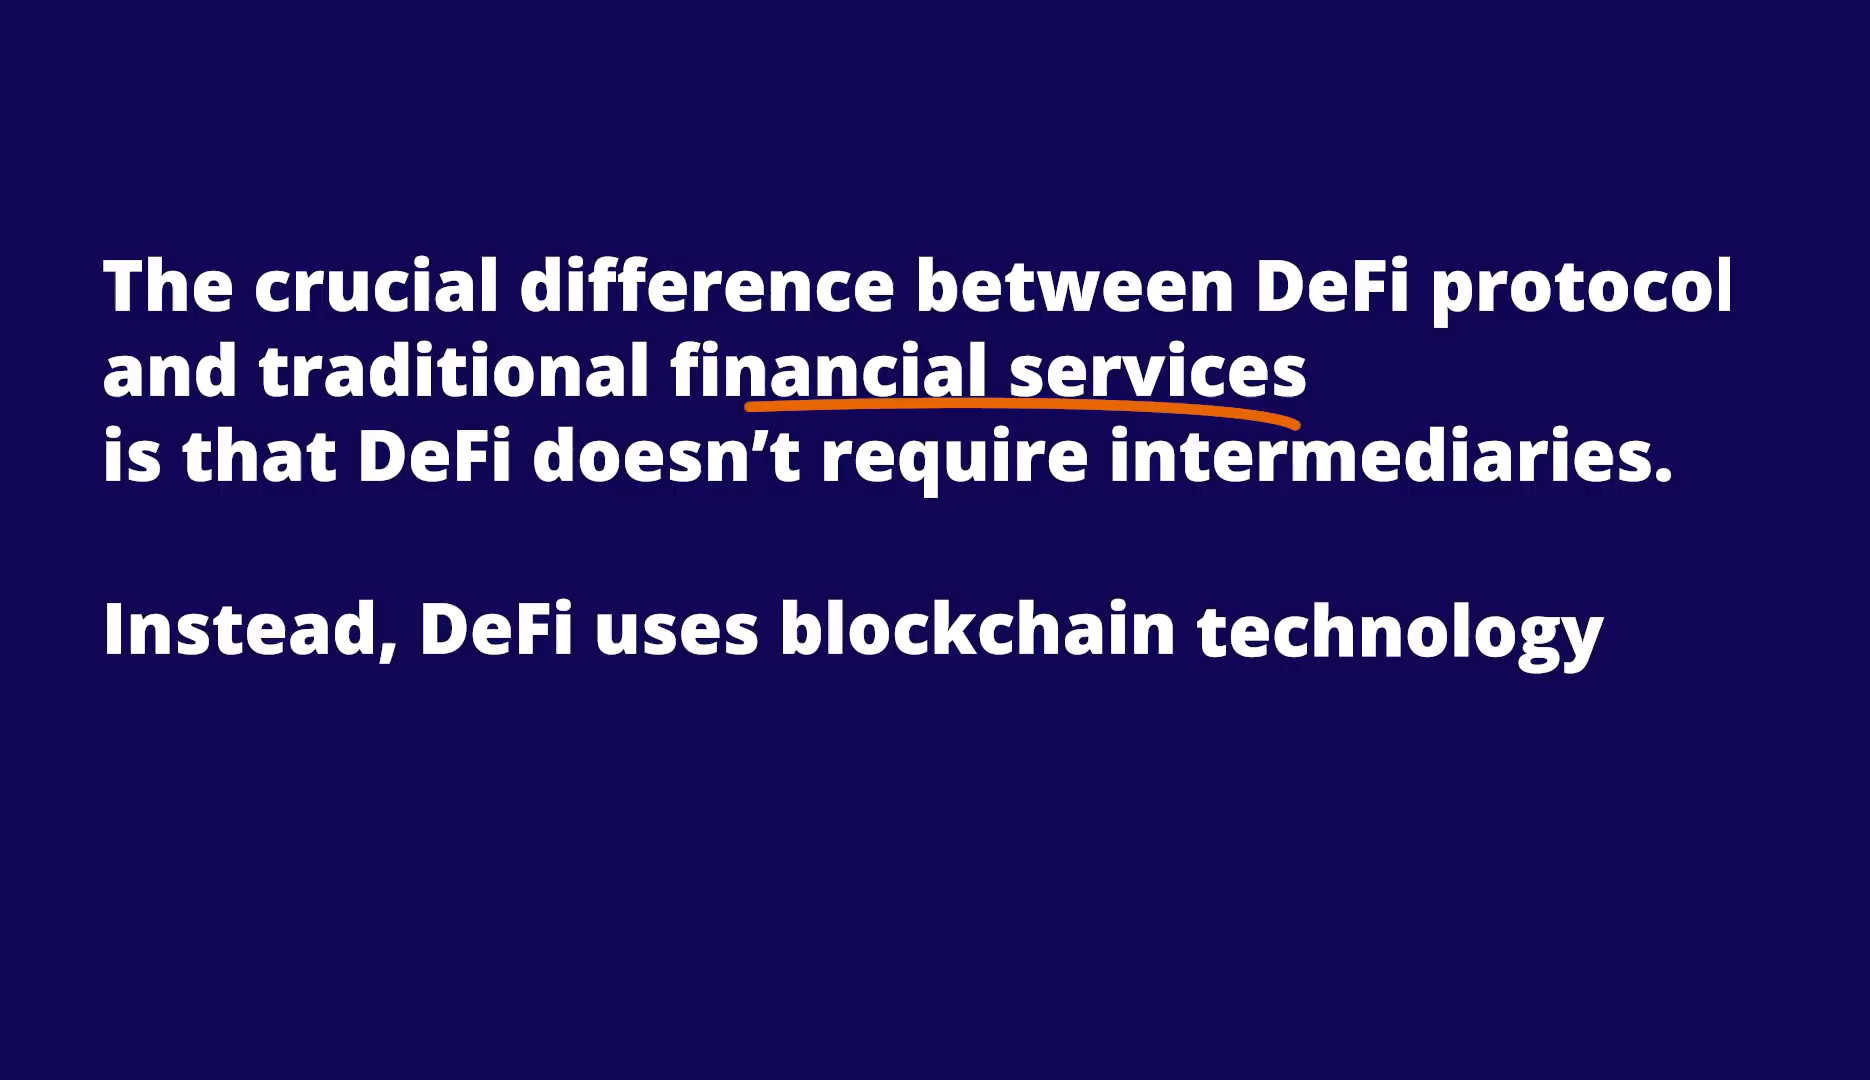 The crucial difference between DeFi protocol
and traditional financial services
is that DeFi doesn’t require intermediaries.
Instead, DeFi uses blockchain technology